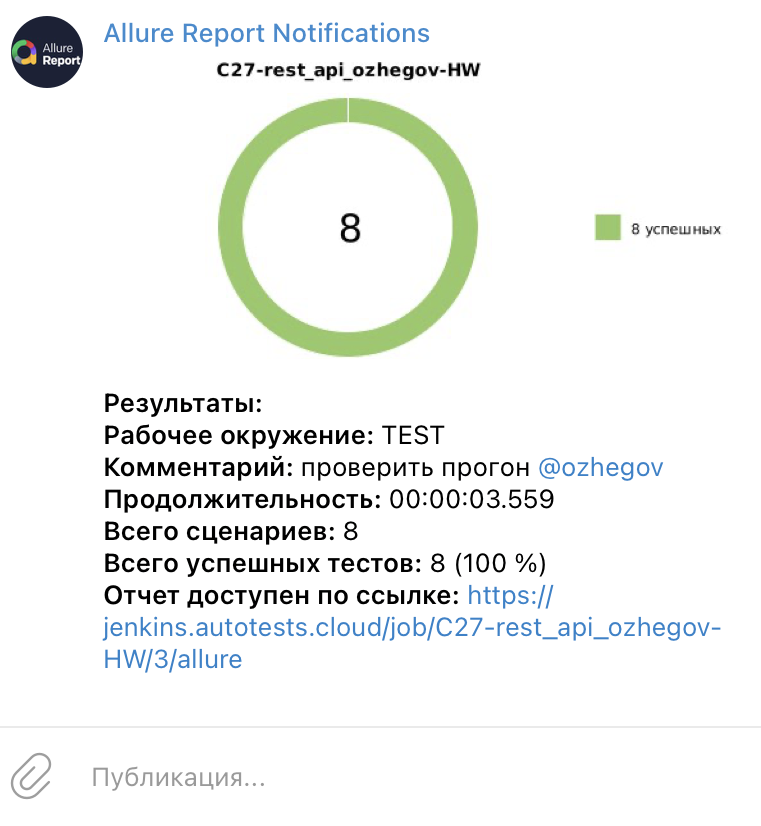 Allure Report Notifications
Allure
Report
C27-rest_api_ozhegov-HW
8
8 успешных
Результаты:
Рабочее окружение: TEST
Комментарий: проверить прогон @ozhegov
Продолжительность: 00:00:03.559
Всего сценариев: 8
Всего успешных тестов: 8 (100 %)
Отчет доступен по ссылке: https://
jenkins.autotests.cloud/job/C27-rest_api_ozhegov-
HW/3/allure
Публикация...